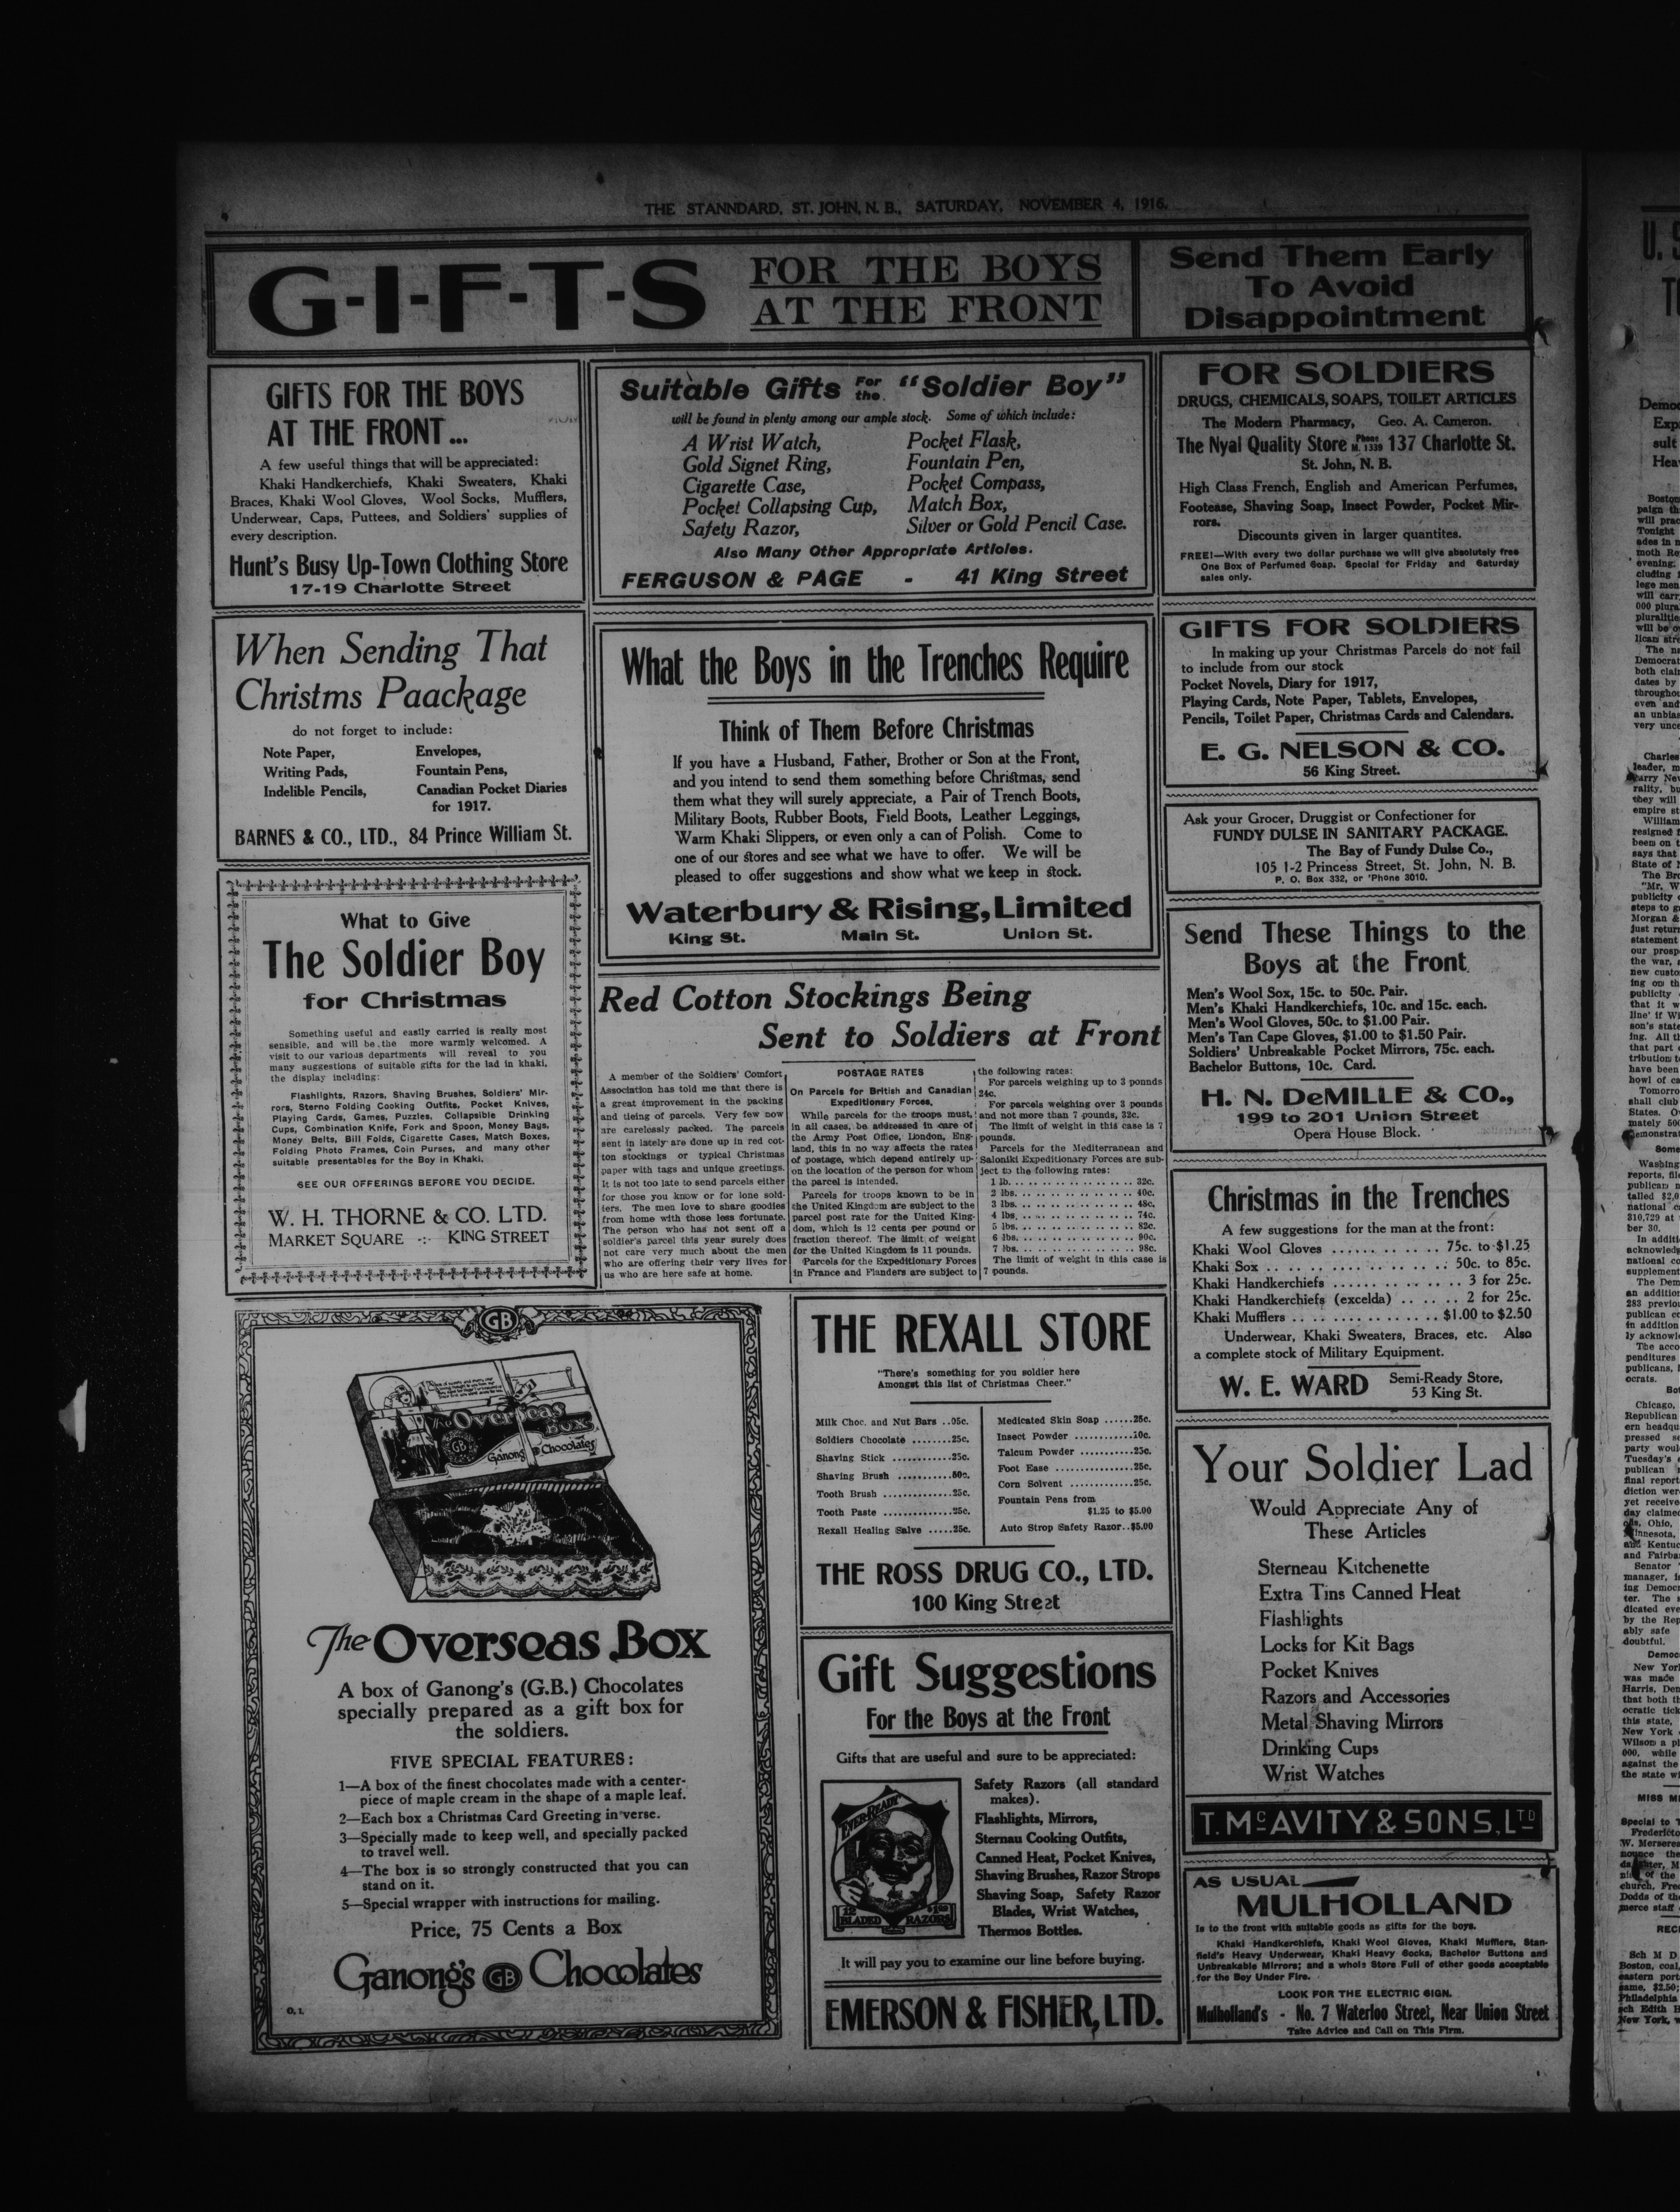 THE STANNDARD, ST. JOHN, N. B., SATURDAY, NOVEMBER 4, 1916.
G-I-F-T-S
FOR THE BOYS
AT THE FRONT
Send Them Early
To Avoid
Disappointment
GIFTS FOR THE BOYS
AT THE FRONT...
A few useful things that will be appreciated:
Khaki Handkerchiefs, Khaki Sweaters, Khaki
Braces, Khaki Wool Gloves, Wool Socks, Mufflers,
Underwear, Caps, Puttees, and Soldiers' supplies of
every description.
Hunt's Busy Up-Town Clothing Store
17-19 Charlotte Street
When Sending That
Christms Paackage
do not forget to include:
Note Paper,
Writing Pads,
Indelible Pencils,
Envelopes,
Fountain Pens,
Canadian Pocket Diaries
for 1917.
BARNES & CO., LTD., 84 Prince William St.
What to Give
The Soldier Boy
for Christmas
Something useful and easily carried is really most
sensible, and will be the more warmly welcomed. A
visit to our various departments will reveal to you
many suggestions of suitable gifts for the lad in khaki,
the display including:
Flashlights, Razors, Shaving Brushes, Soldiers' Mir-
rors, Sterno Folding Cooking Outfits, Pocket Knives,
Playing Cards, Games, Puzzles, Collapsible Drinking
Cups, Combination Knife, Fork and Spoon, Money Bags,
Money Belts, Bill Folds, Cigarette Cases, Match Boxes,
Folding Photo Frames, Coin Purses, and many other
suitable presentables for the Boy in Khaki.
SEE OUR OFFERINGS BEFORE YOU DECIDE.
W. H. THORNE & CO. LTD.
MARKET SQUARE -:- KING STREET
Suitable Gifts For the "Soldier Boy"
will be found in plenty among our ample stock. Some of which include:
A Wrist Watch,
Gold Signet Ring,
Cigarette Case,
Pocket Collapsing Cup,
Safety Razor,
Pocket Flask,
Fountain Pen,
Pocket Compass,
Match Box,
Silver or Gold Pencil Case.
Also Many Other Appropriate Articles.
FERGUSON & PAGE - 41 King Street
What the Boys in the Trenches Require
Think of Them Before Christmas
If you have a Husband, Father, Brother or Son at the Front,
and you intend to send them something before Christmas, send
them what they will surely appreciate, a Pair of Trench Boots,
Military Boots, Rubber Boots, Field Boots, Leather Leggings,
Warm Khaki Slippers, or even only a can of Polish. Come to
one of our stores and see what we have to offer. We will be
pleased to offer suggestions and show what we keep in stock.
Waterbury & Rising, Limited
King St. Main St. Union St.
Red Cotton Stockings Being
Sent to Soldiers at Front
A member of the Soldiers' Comfort
Association has told me that there is
a great improvement in the packing
and tieing of parcels. Very few now
are carelessly packed. The parcels
sent in lately are done up in red cot-
ton stockings or typical Christmas
paper with tags and unique greetings.
It is not too late to send parcels either
for those you know or for lone sold-
iers. The men love to share goodies
from home with those less fortunate.
The person who has not sent off a
soldier's parcel this year surely does
not care very much about the men
who are offering their very lives for
us who are here safe at home.
POSTAGE RATES
On Parcels for British and Canadian
Expeditionary Forces.
While parcels for the troops must,
in all cases, be addressed in care of
the Army Post Office, London, Eng-
land, this in no way affects the rates
of postage, which depend entirely up-
on the location of the person for whom
the parcel is intended.
Parcels for troops known to be in
the United Kingdom are subject to the
parcel post rate for the United King-
dom, which is 12 cents per pound or
fraction thereof. The limit of weight
for the United Kingdom is 11 pounds.
Parcels for the Expeditionary Forces
in France and Flanders are subject to
the following rates:
For parcels weighing up to 3 pounds
24c.
For parcels weighing over 3 pounds
and not more than 7 pounds, 32c.
The limit of weight in this case is 7
pounds.
Parcels for the Mediterranean and
Saloniki Expeditionary Forces are sub-
ject to the following rates:
1 lb. . . . . . . . . . . . . . . . . 32c.
2 lbs. . . . . . . . . . . . . . . . . 40c.
3 lbs. . . . . . . . . . . . . . . . . 48c.
4 lbs. . . . . . . . . . . . . . . . . 74c.
5 lbs. . . . . . . . . . . . . . . . . 82c.
6 lbs. . . . . . . . . . . . . . . . . 90c.
7 lbs. . . . . . . . . . . . . . . . . 98c.
The limit of weight in this case is
7 pounds.
FOR SOLDIERS
DRUGS, CHEMICALS, SOAPS, TOILET ARTICLES
The Modern Pharmacy, Geo. A. Cameron.
The Nyal Quality Store Phone M. 1339 137 Charlotte St.
St. John, N. B.
High Class French, English and American Perfumes,
Footease, Shaving Soap, Insect Powder, Pocket Mir-
rors.
Discounts given in larger quantites.
FREE!—With every two dollar purchase we will give absolutely free
One Box of Perfumed Soap. Special for Friday and Saturday
sales only.
GIFTS FOR SOLDIERS
In making up your Christmas Parcels do not fail
to include from our stock
Pocket Novels, Diary for 1917,
Playing Cards, Note Paper, Tablets, Envelopes,
Pencils, Toilet Paper, Christmas Cards and Calendars.
E. G. NELSON & CO.
56 King Street.
Ask your Grocer, Druggist or Confectioner for
FUNDY DULSE IN SANITARY PACKAGE.
The Bay of Fundy Dulse Co.,
105 1-2 Princess Street, St. John, N. B.
P. O. Box 332, or 'Phone 3010.
Send These Things to the
Boys at the Front
Men's Wool Sox, 15c. to 50c. Pair.
Men's Khaki Handkerchiefs, 10c. and 15c. each.
Men's Wool Gloves, 50c. to $1.00 Pair.
Men's Tan Cape Gloves, $1.00 to $1.50 Pair.
Soldiers' Unbreakable Pocket Mirrors, 75c. each.
Bachelor Buttons, 10c. Card.
H. N. DeMILLE & CO.,
199 to 201 Union Street
Opera House Block.
Christmas in the Trenches
A few suggestions for the man at the front:
Khaki Wool Gloves . . . . . . . . . . . 75c. to $1.25
Khaki Sox . . . . . . . . . . . . . . . . . 50c. to 85c.
Khaki Handkerchiefs . . . . . . . . . . . . . 3 for 25c.
Khaki Handkerchiefs (excelda) . . . . . . 2 for 25c.
Khaki Mufflers . . . . . . . . . . . . . . . $1.00 to $2.50
Underwear, Khaki Sweaters, Braces, etc. Also
a complete stock of Military Equipment.
W. E. WARD
Semi-Ready Store,
53 King St.
Your Soldier Lad
Would Appreciate Any of
These Articles
Sterneau Kitchenette
Extra Tins Canned Heat
Flashlights
Locks for Kit Bags
Pocket Knives
Razors and Accessories
Metal Shaving Mirrors
Drinking Cups
Wrist Watches
T. McAVITY & SONS, LTD
AS USUAL
MULHOLLAND
Is to the front with suitable goods as gifts for the boys.
Khaki Handkerchiefs, Khaki Wool Gloves, Khaki Mufflers, Stan-
field's Heavy Underwear, Khaki Heavy Socks, Bachelor Buttons and
Unbreakable Mirrors; and a whole Store Full of other goods acceptable
for the Boy Under Fire.
LOOK FOR THE ELECTRIC SIGN.
Mulholland's - No. 7 Waterloo Street, Near Union Street
Take Advice and Call on This Firm.
GB
The Overseas Box
GB
Ganong Chocolates
The Overseas Box
A box of Ganong's (G.B.) Chocolates
specially prepared as a gift box for
the soldiers.
FIVE SPECIAL FEATURES:
1—A box of the finest chocolates made with a center-
piece of maple cream in the shape of a maple leaf.
2—Each box a Christmas Card Greeting in verse.
3—Specially made to keep well, and specially packed
to travel well.
4—The box is so strongly constructed that you can
stand on it.
5—Special wrapper with instructions for mailing.
Price, 75 Cents a Box
Ganong's GB Chocolates
O. 1.
THE REXALL STORE
"There's something for you soldier here
Amongst this list of Christmas Cheer."
Milk Choc. and Nut Bars ..05c.
Soldiers Chocolate ........25c.
Shaving Stick ............25c.
Shaving Brush ...........50c.
Tooth Brush ..............25c.
Tooth Paste ..............25c.
Rexall Healing Salve .....25c.
Medicated Skin Soap ......25c.
Insect Powder ............10c.
Talcum Powder ...........25c.
Foot Ease ................25c.
Corn Solvent .............25c.
Fountain Pens from
$1.25 to $5.00
Auto Strop Safety Razor..$5.00
THE ROSS DRUG CO., LTD.
100 King Street
Gift Suggestions
For the Boys at the Front
Gifts that are useful and sure to be appreciated:
EVER-READY
12 BLADED $1.00 RAZORS
Safety Razors (all standard
makes).
Flashlights, Mirrors,
Sternau Cooking Outfits,
Canned Heat, Pocket Knives,
Shaving Brushes, Razor Strops
Shaving Soap, Safety Razor
Blades, Wrist Watches,
Thermos Bottles.
It will pay you to examine our line before buying.
EMERSON & FISHER, LTD.